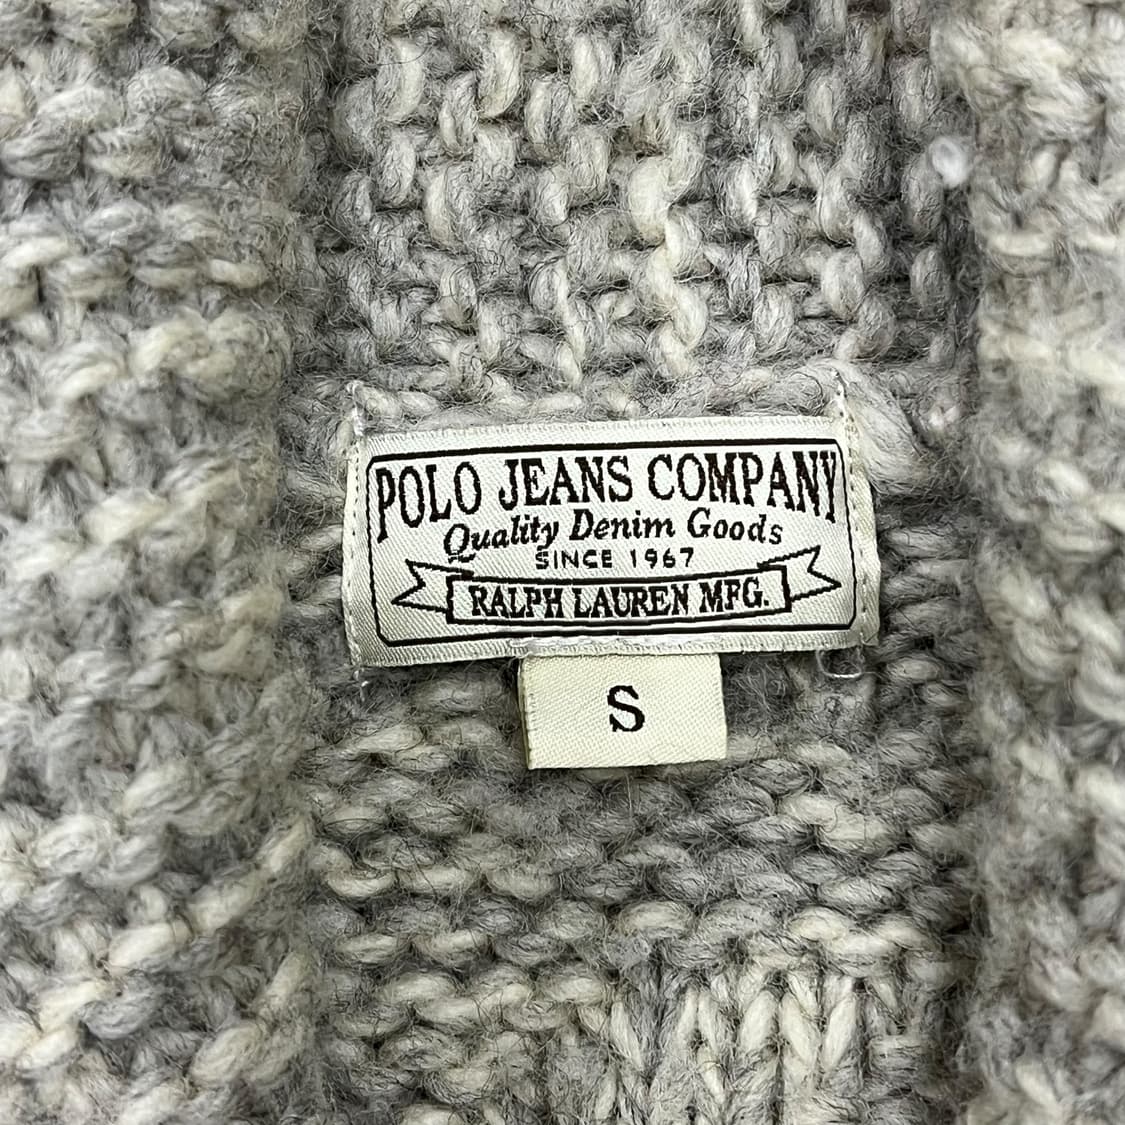 POLO JEANS COMPANY
Quality Denim Goods
SINCE 1967
RALPH LAUREN MFG.
S